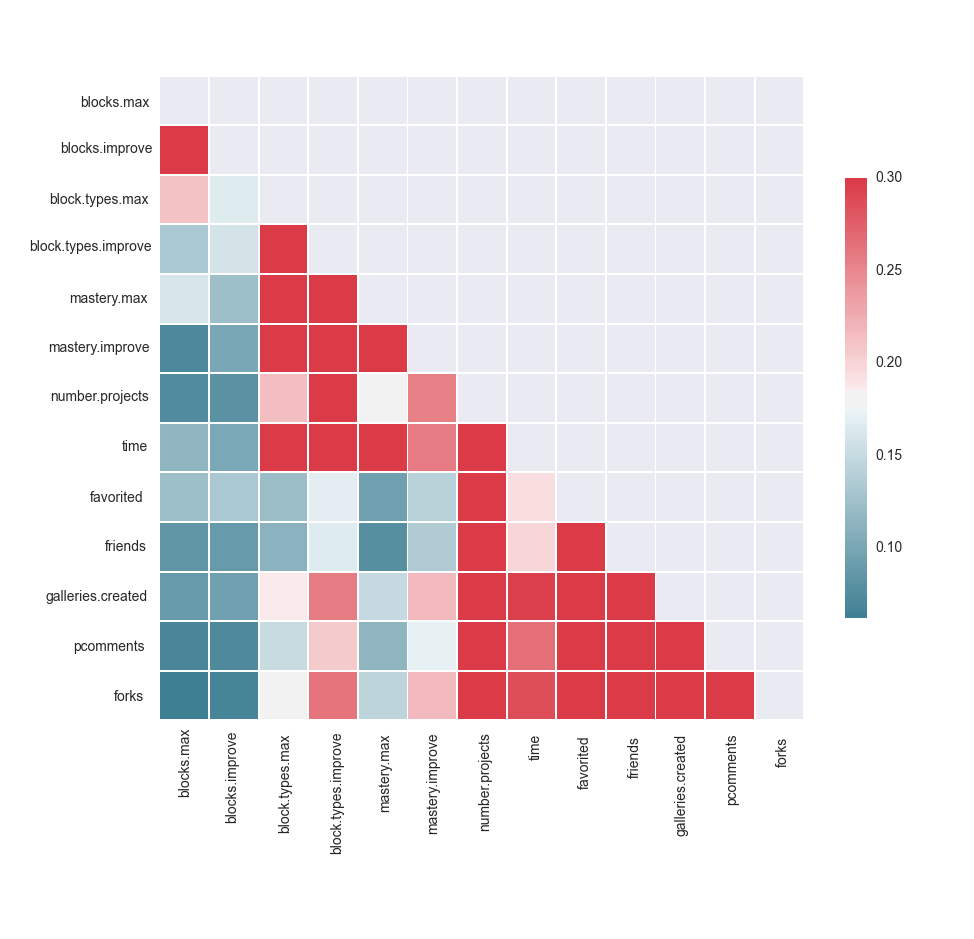 blocks.max
blocks.improve
block.types.max
block.types.improve
mastery.max
mastery.improve
number.projects
time
favorited
friends
galleries.created
pcomments
forks
0.30
0.25
0.20
0.15
0.10
blocks.max
blocks.improve
block.types.max
block.types.improve
mastery.max
mastery.improve
number.projects
time
favorited
friends
galleries.created
pcomments
forks